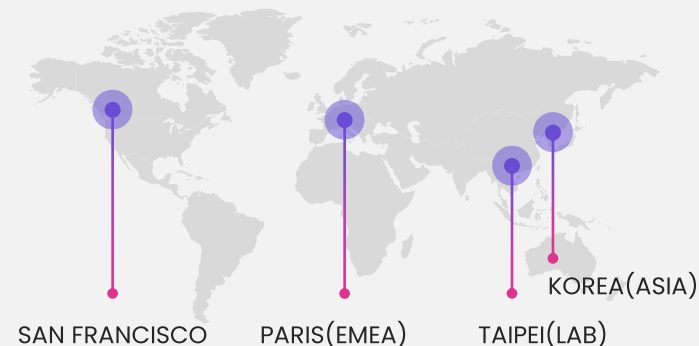 KOREA(ASIA)
SAN FRANCISCO
PARIS(EMEA)
TAIPEI(LAB)